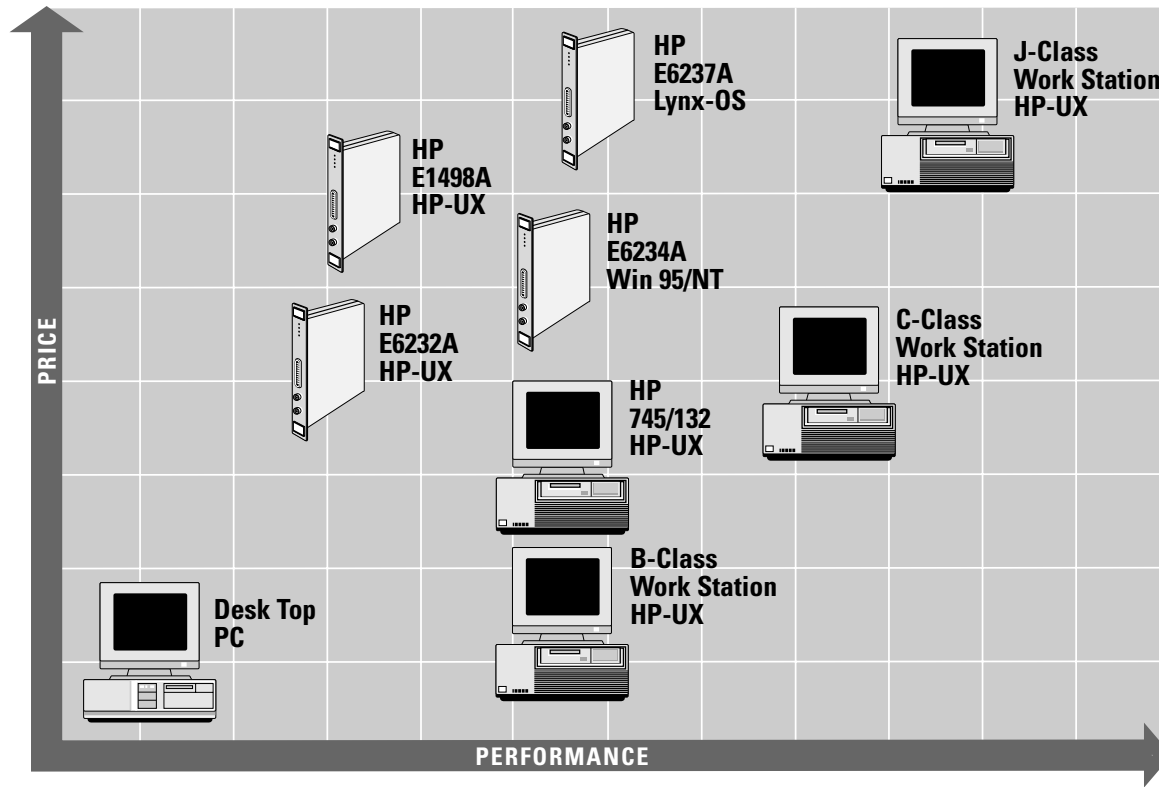 HP
E6237A
Lynx-OS
J-Class
Work Station
HP-UX
HP
E1498A
HP-UX
HP
E6234A
Win 95/NT
HP
E6232A
HP-UX
C-Class
Work Station
HP-UX
HP
745/132
HP-UX
B-Class
Work Station
HP-UX
Desk Top
PC
PRICE
PERFORMANCE